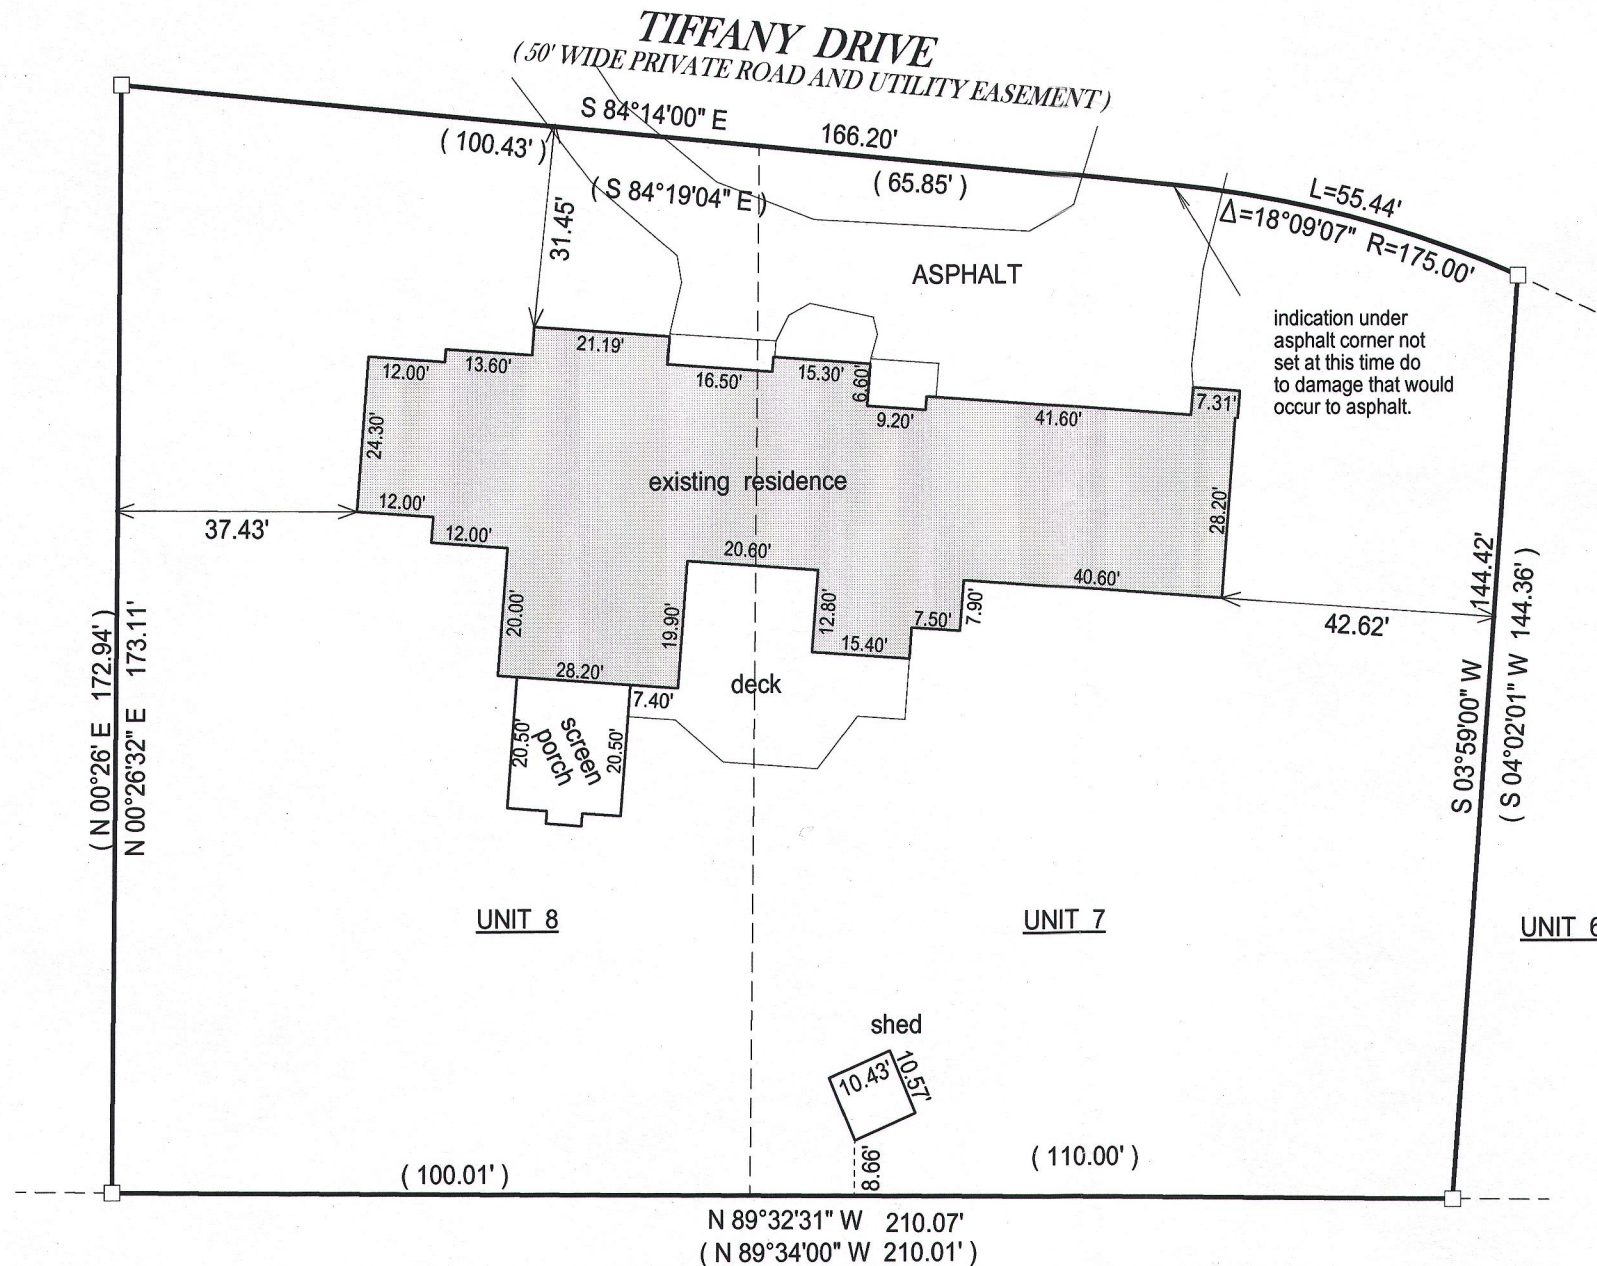 TIFFANY DRIVE
( 50' WIDE PRIVATE ROAD AND UTILITY EASEMENT )
S 84°14'00" E 166.20'
( 100.43' )
( S 84°19'04" E )
( 65.85' )
L=55.44'
Δ=18°09'07" R=175.00'
31.45'
ASPHALT
indication under
asphalt corner not
set at this time do
to damage that would
occur to asphalt.
12.00'
13.60'
21.19'
16.50'
15.30'
6.60'
9.20'
41.60'
7.31'
24.30'
existing residence
28.20'
37.43'
12.00'
12.00'
20.60'
40.60'
42.62'
20.00'
19.90'
12.80'
7.50'
7.90'
15.40'
28.20'
7.40'
deck
20.50'
screen
porch
20.50'
( N 00°26' E 172.94' )
N 00°26'32" E 173.11'
S 03°59'00" W 144.42'
( S 04°02'01" W 144.36' )
UNIT 8
UNIT 7
UNIT 6
shed
10.43'
10.57'
8.66'
( 100.01' )
( 110.00' )
N 89°32'31" W 210.07'
( N 89°34'00" W 210.01' )